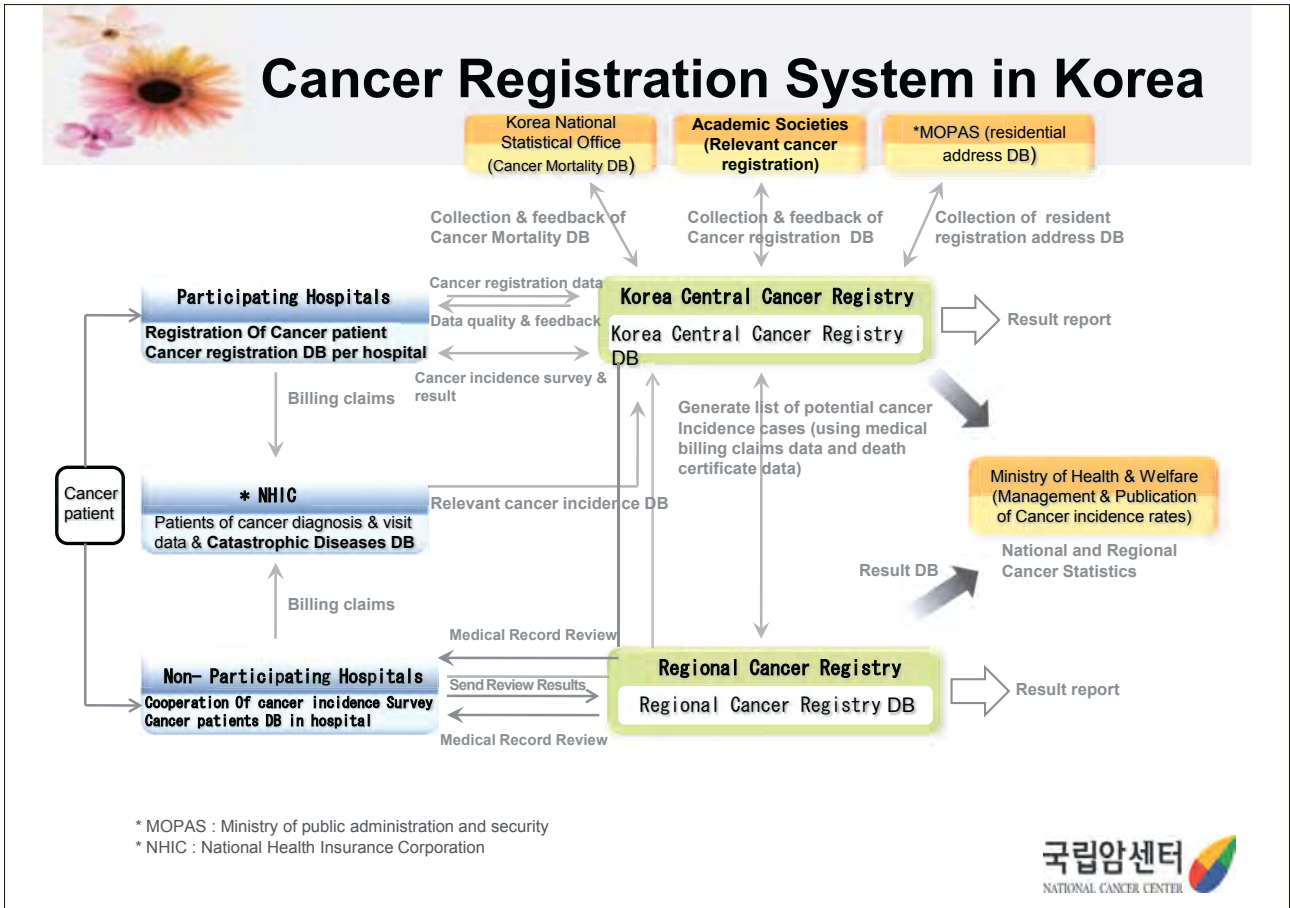 Cancer Registration System in Korea
Korea National
Statistical Office
(Cancer Mortality DB)
Academic Societies
(Relevant cancer
registration)
*MOPAS (residential
address DB)
Collection & feedback of
Cancer Mortality DB
Collection & feedback of
Cancer registration DB
Collection of resident
registration address DB
Participating Hospitals
Registration Of Cancer patient
Cancer registration DB per hospital
Cancer registration data
Data quality & feedback
Cancer incidence survey &
result
Korea Central Cancer Registry
Korea Central Cancer Registry
DB
Result report
Billing claims
Generate list of potential cancer
Incidence cases (using medical
billing claims data and death
certificate data)
Cancer
patient
* NHIC
Patients of cancer diagnosis & visit
data & Catastrophic Diseases DB
Relevant cancer incidence DB
Ministry of Health & Welfare
(Management & Publication
of Cancer incidence rates)
National and Regional
Cancer Statistics
Result DB
Billing claims
Medical Record Review
Non- Participating Hospitals
Cooperation Of cancer incidence Survey
Cancer patients DB in hospital
Send Review Results
Medical Record Review
Regional Cancer Registry
Regional Cancer Registry DB
Result report
* MOPAS : Ministry of public administration and security
* NHIC : National Health Insurance Corporation
국립암센터
NATIONAL CANCER CENTER